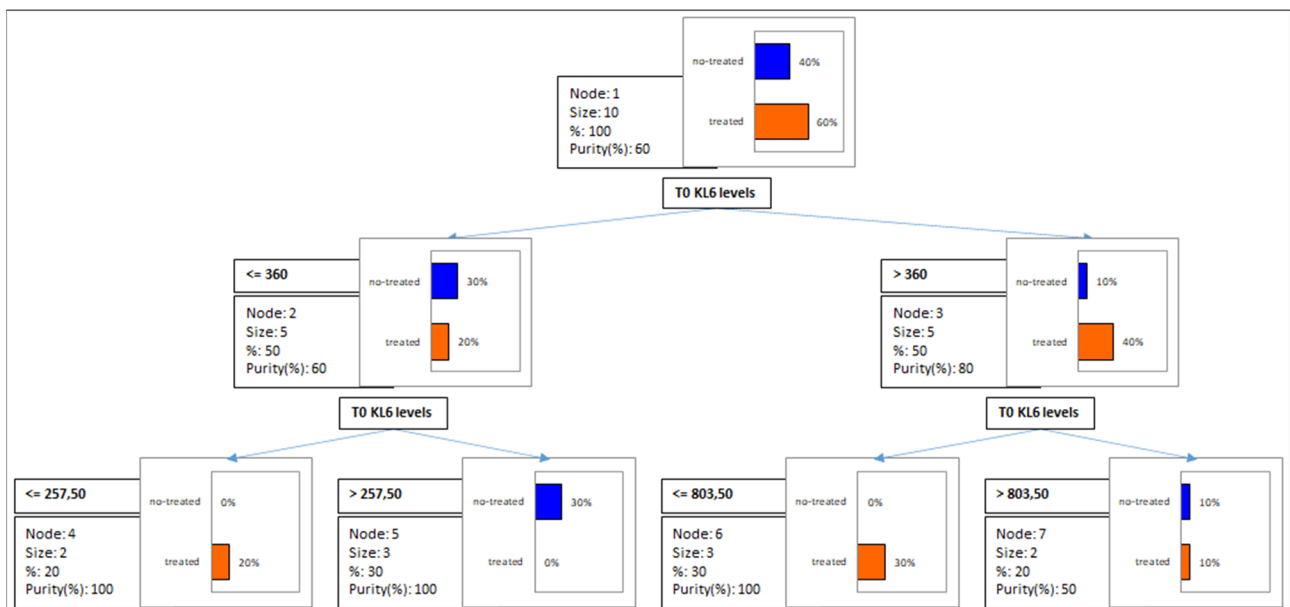 no-treated
40%
treated
60%
Node: 1
Size: 10
%: 100
Purity(%): 60
T0 KL6 levels
<= 360
no-treated
30%
treated
20%
Node: 2
Size: 5
%: 50
Purity(%): 60
> 360
no-treated
10%
treated
40%
Node: 3
Size: 5
%: 50
Purity(%): 80
T0 KL6 levels
T0 KL6 levels
<= 257,50
no-treated
0%
treated
20%
Node: 4
Size: 2
%: 20
Purity(%): 100
> 257,50
no-treated
30%
treated
0%
Node: 5
Size: 3
%: 30
Purity(%): 100
<= 803,50
no-treated
0%
treated
30%
Node: 6
Size: 3
%: 30
Purity(%): 100
> 803,50
no-treated
10%
treated
10%
Node: 7
Size: 2
%: 20
Purity(%): 50